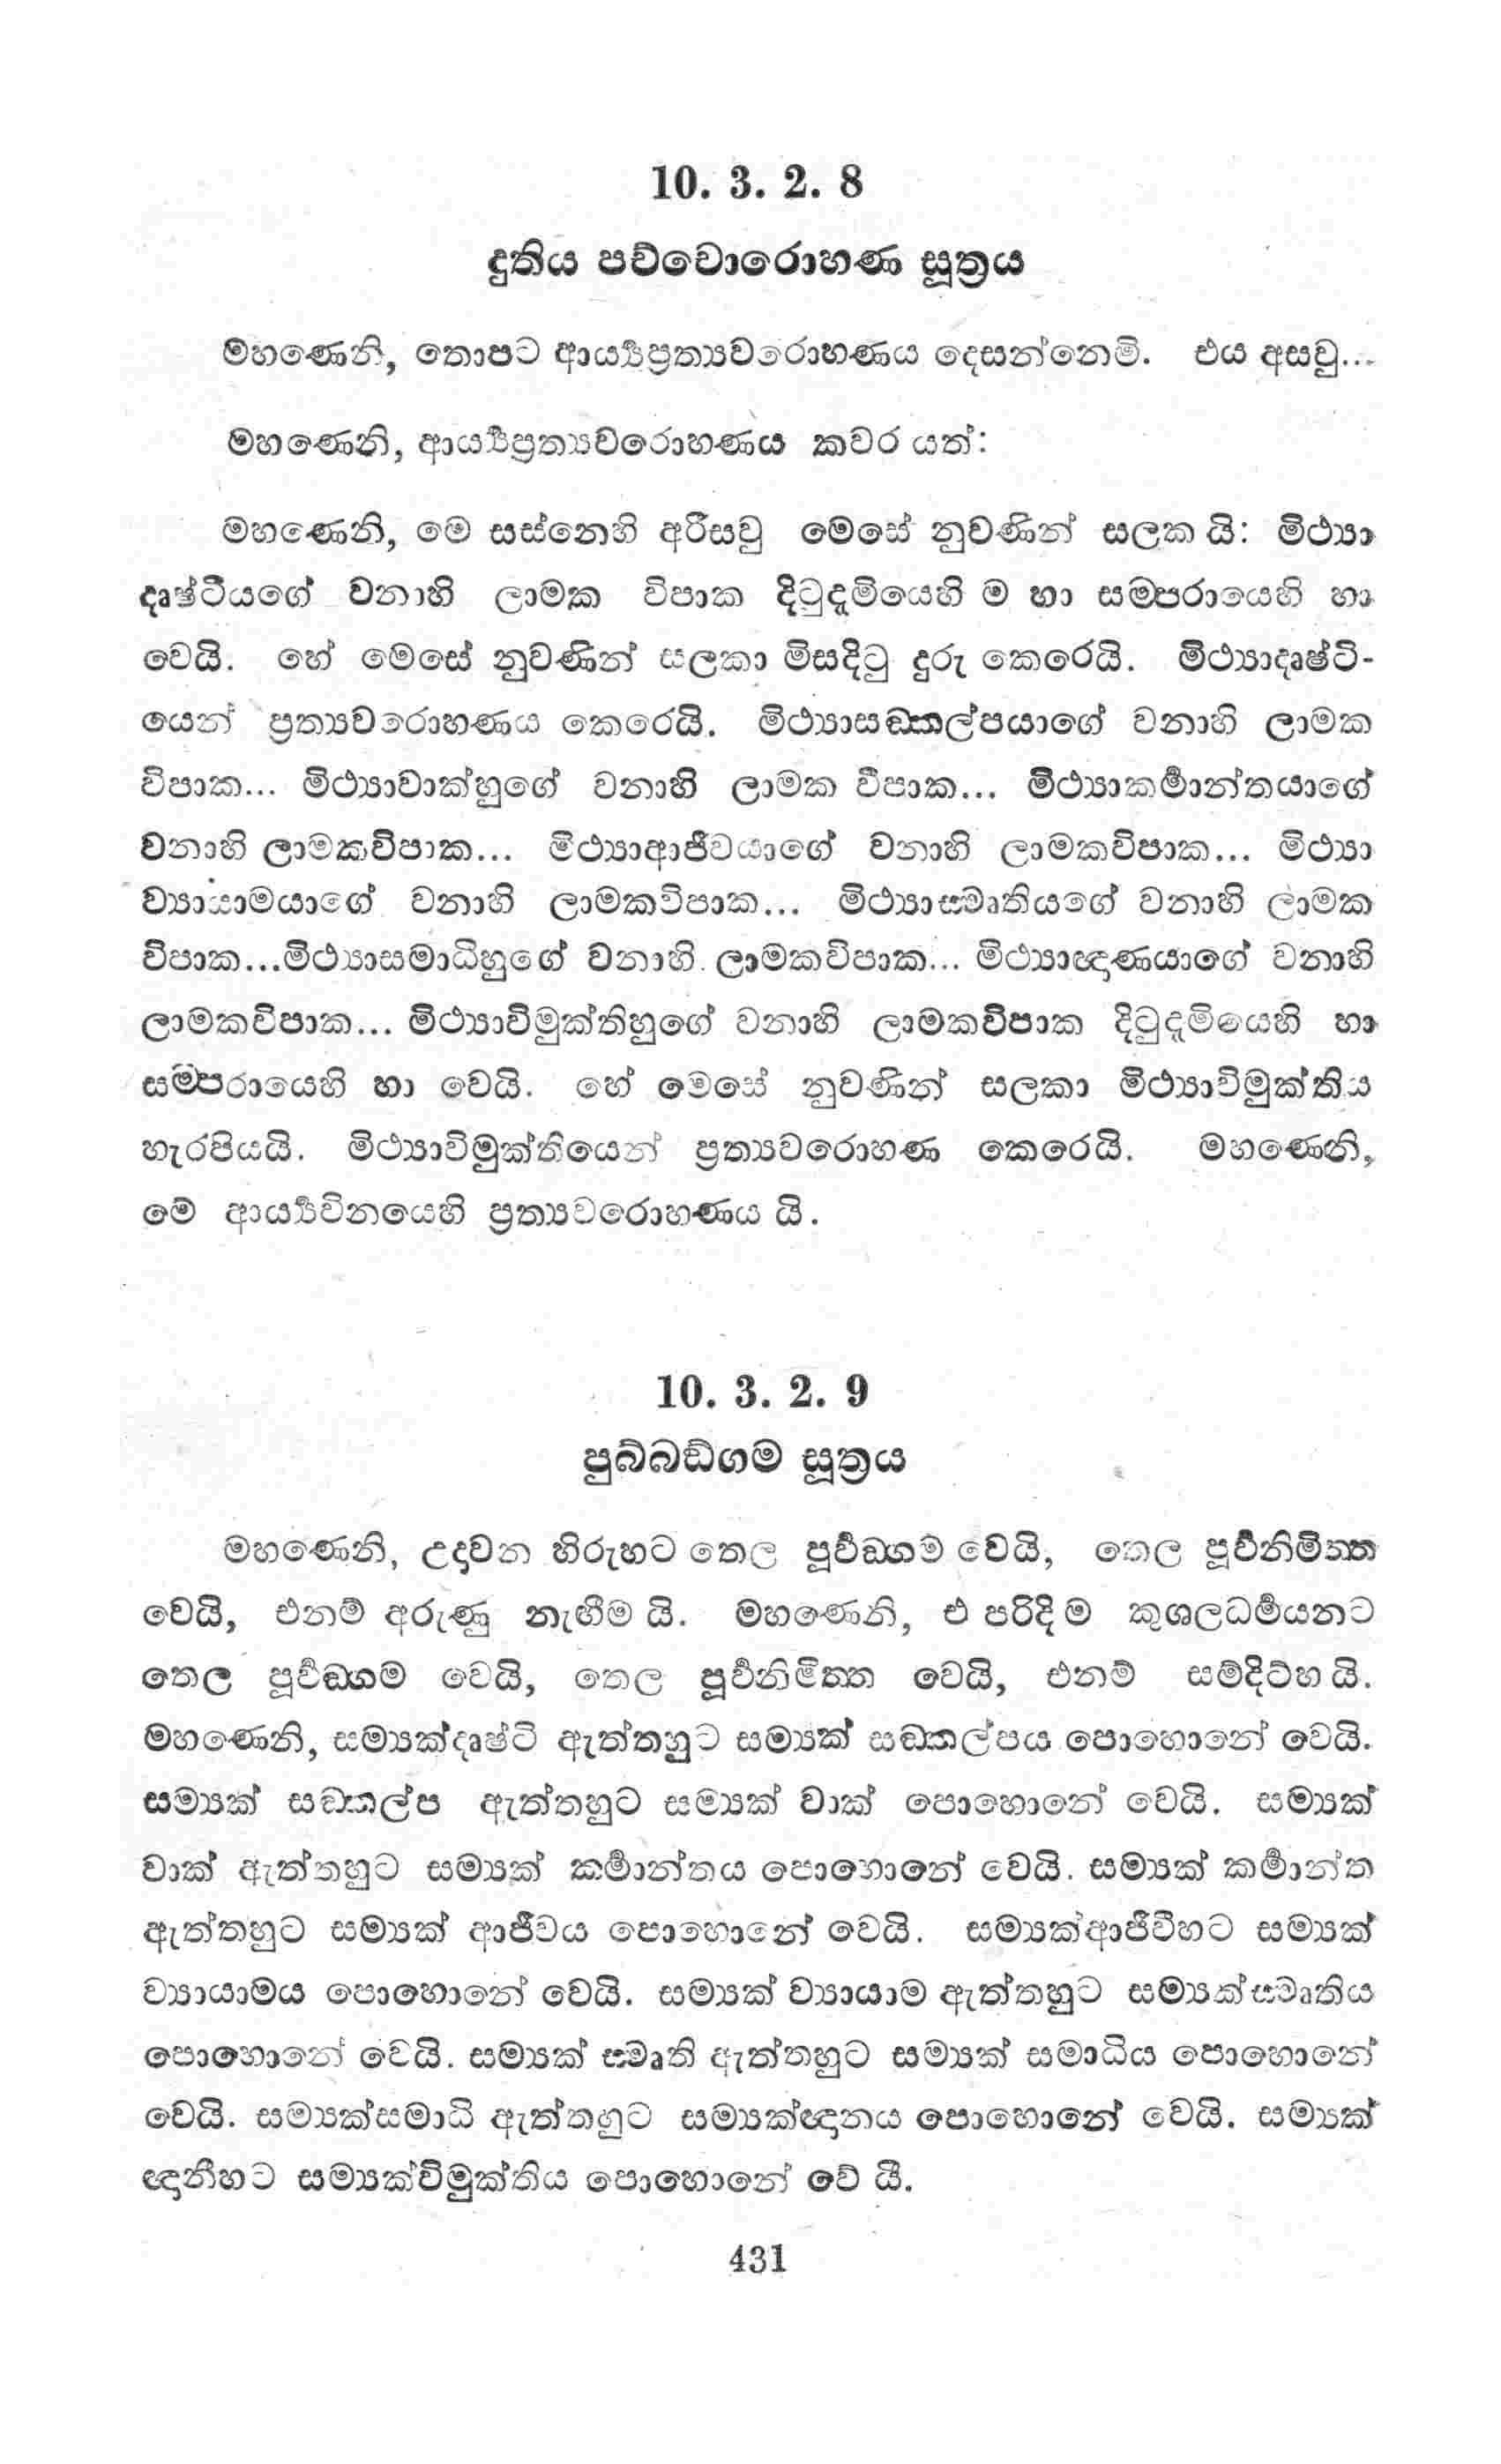 10. 3. 2. 8
දුතිය පච්චොරොහණ සූත්‍රය
මහණෙනි, තොපට ආර්‍ය්‍යප්‍රත්‍යවරොහණය දෙසන්නෙමි. එය අසවු...
මහණෙනි, ආර්‍ය්‍යප්‍රත්‍යවරොහණය කවර යත්:
මහණෙනි, මෙ සස්නෙහි අරීසවු මෙසේ නුවණින් සලක යි: මිථ්‍යා
දෘෂ්ටියගේ වනාහි ලාමක විපාක දිටුදැමියෙහි ම හා සම්පරායෙහි හා
වෙයි. හේ මෙසේ නුවණින් සලකා මිසදිටු දුරු කෙරෙයි. මිථ්‍යාදෘෂ්ටි-
යෙන් ප්‍රත්‍යවරොහණය කෙරෙයි. මිථ්‍යාසඞ්කල්පයාගේ වනාහි ලාමක
විපාක... මිථ්‍යාවාක්හුගේ වනාහි ලාමක විපාක... මිථ්‍යාකර්‍මාන්තයාගේ
වනාහි ලාමකවිපාක... මිථ්‍යාආජීවයාගේ වනාහි ලාමකවිපාක... මිථ්‍යා
ව්‍යායාමයාගේ වනාහි ලාමකවිපාක... මිථ්‍යාස්මෘතියගේ වනාහි ලාමක
විපාක...මිථ්‍යාසමාධිහුගේ වනාහි ලාමකවිපාක... මිථ්‍යාඥාණයාගේ වනාහි
ලාමකවිපාක... මිථ්‍යාවිමුක්තිහුගේ වනාහි ලාමකවිපාක දිටුදැමියෙහි හා
සම්පරායෙහි හා වෙයි. හේ මෙසේ නුවණින් සලකා මිථ්‍යාවිමුක්තිය
හැරපියයි. මිථ්‍යාවිමුක්තියෙන් ප්‍රත්‍යවරොහණ කෙරෙයි. මහණෙනි,
මේ ආර්‍ය්‍යවිනයෙහි ප්‍රත්‍යවරොහණය යි.
10. 3. 2. 9
පුබ්බඞ්ගම සූත්‍රය
මහණෙනි, උදාවන හිරුහට තෙල පූර්‍වඞ්ගම වෙයි, තෙල පූර්‍වනිමිත්ත
වෙයි, එනම් අරුණු නැඟීම යි. මහණෙනි, එ පරිදි ම කුශලධර්‍මයනට
තෙල පූර්‍වඞ්ගම වෙයි, තෙල පූර්‍වනිමිත්ත වෙයි, එනම් සම්දිට්හ යි.
මහණෙනි, සම්‍යක්දෘෂ්ටි ඇත්තහුට සම්‍යක් සඞ්කල්පය පොහොනේ වෙයි.
සම්‍යක් සඞ්කල්ප ඇත්තහුට සම්‍යක් වාක් පොහොනේ වෙයි. සම්‍යක්
වාක් ඇත්තහුට සම්‍යක් කර්‍මාන්තය පොහොනේ වෙයි. සම්‍යක් කර්‍මාන්ත
ඇත්තහුට සම්‍යක් ආජීවය පොහොනේ වෙයි. සම්‍යක්ආජීවීහට සම්‍යක්
ව්‍යායාමය පොහොනේ වෙයි. සම්‍යක් ව්‍යායාම ඇත්තහුට සම්‍යක්ස්මෘතිය
පොහොනේ වෙයි. සම්‍යක් ස්මෘති ඇත්තහුට සම්‍යක් සමාධිය පොහොනේ
වෙයි. සම්‍යක්සමාධි ඇත්තහුට සම්‍යක්ඥානය පොහොනේ වෙයි. සම්‍යක්
ඥානීහට සම්‍යක්විමුක්තිය පොහොනේ වේ යී.
431